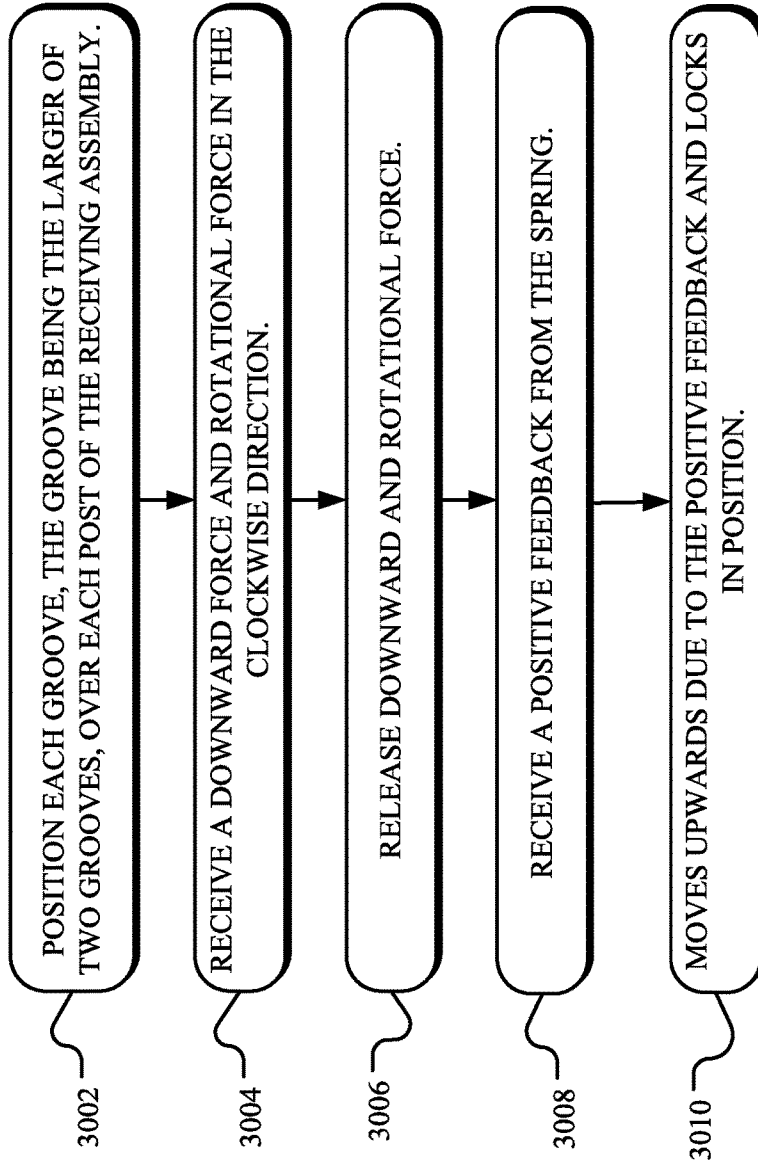 POSITION EACH GROOVE, THE GROOVE BEING THE LARGER OF
TWO GROOVES, OVER EACH POST OF THE RECEIVING ASSEMBLY.
3002
RECEIVE A DOWNWARD FORCE AND ROTATIONAL FORCE IN THE
CLOCKWISE DIRECTION.
3004
RELEASE DOWNWARD AND ROTATIONAL FORCE.
3006
RECEIVE A POSITIVE FEEDBACK FROM THE SPRING.
3008
MOVES UPWARDS DUE TO THE POSITIVE FEEDBACK AND LOCKS
IN POSITION.
3010